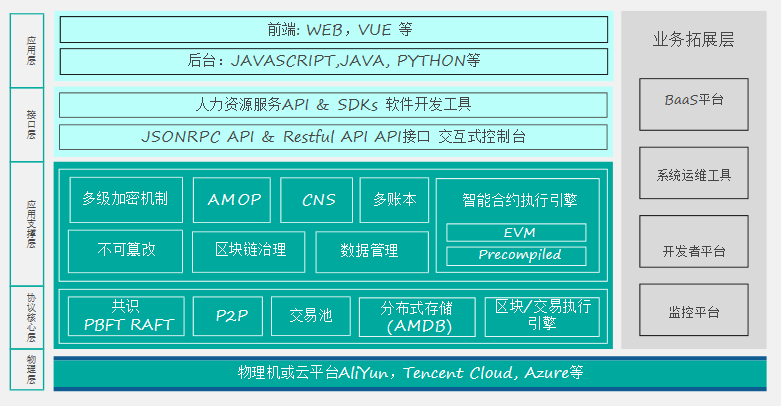 应用层
前端: WEB，VUE 等
后台：JAVASCRIPT,JAVA, PYTHON等
接口层
人力资源服务API & SDKs 软件开发工具
JSONRPC API & Restful API API接口 交互式控制台
应用支撑层
多级加密机制
AMOP
CNS
多账本
智能合约执行引擎
EVM
Precompiled
不可篡改
区块链治理
数据管理
协议核心层
共识
PBFT RAFT
P2P
交易池
分布式存储
(AMDB)
区块/交易执行
引擎
物理层
物理机或云平台AliYun，Tencent Cloud, Azure等
业务拓展层
BaaS平台
系统运维工具
开发者平台
监控平台